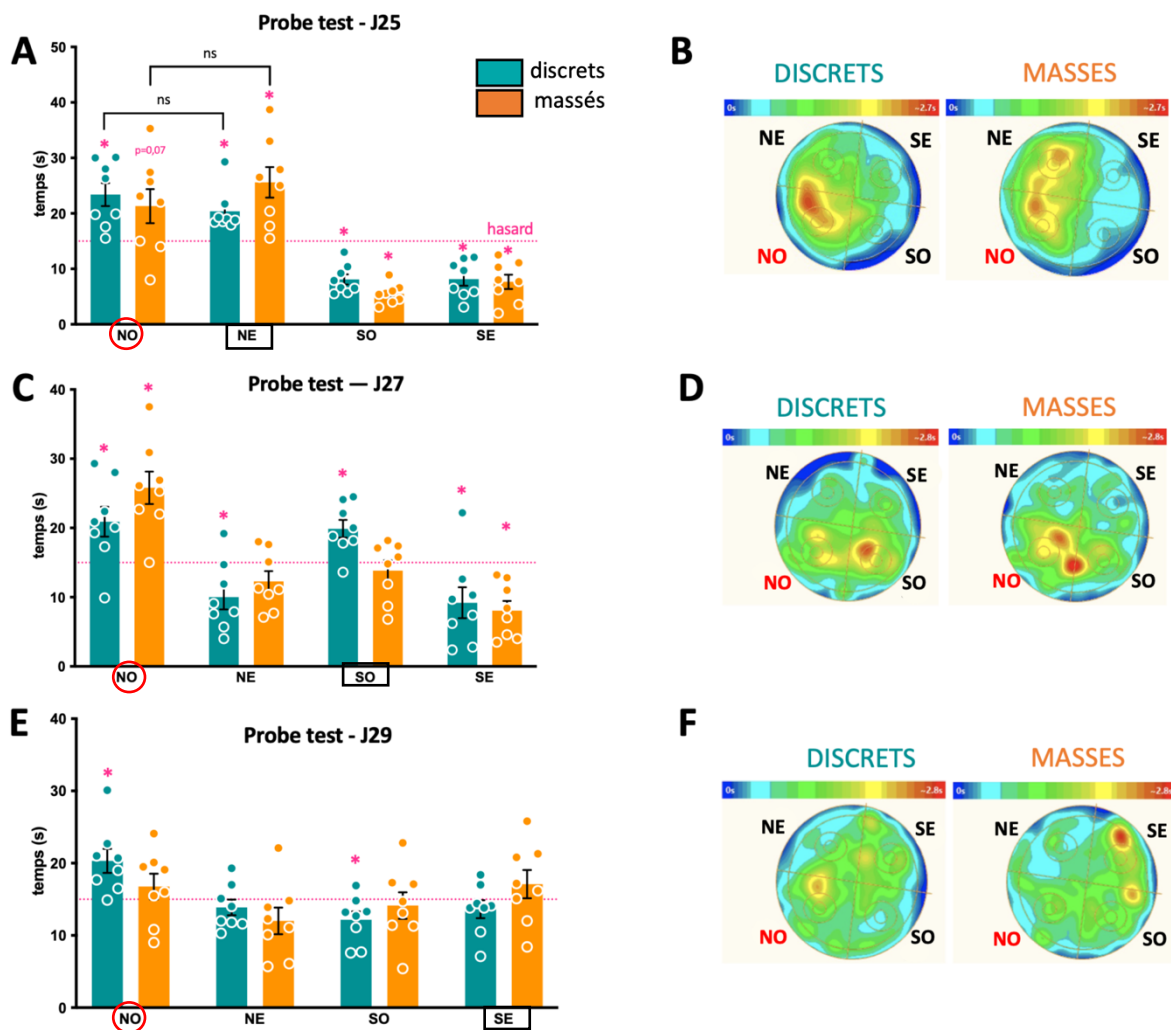 A
Probe test - J25
discrets
massés
temps (s)
50
40
30
20
10
0
ns
ns
*
p=0,07
*
*
*
*
*
hasard
*
NO
NE
SO
SE
B
DISCRETS
MASSES
0s
~2.7s
0s
~2.7s
NE
SE
NO
SO
NE
SE
NO
SO
C
Probe test — J27
temps (s)
40
30
20
10
0
*
*
*
*
*
*
NO
NE
SO
SE
D
DISCRETS
MASSES
0s
~2.8s
0s
~2.8s
NE
SE
NO
SO
NE
SE
NO
SO
E
Probe test - J29
temps (s)
40
30
20
10
0
*
*
NO
NE
SO
SE
F
DISCRETS
MASSES
0s
~2.8s
0s
~2.8s
NE
SE
NO
SO
NE
SE
NO
SO